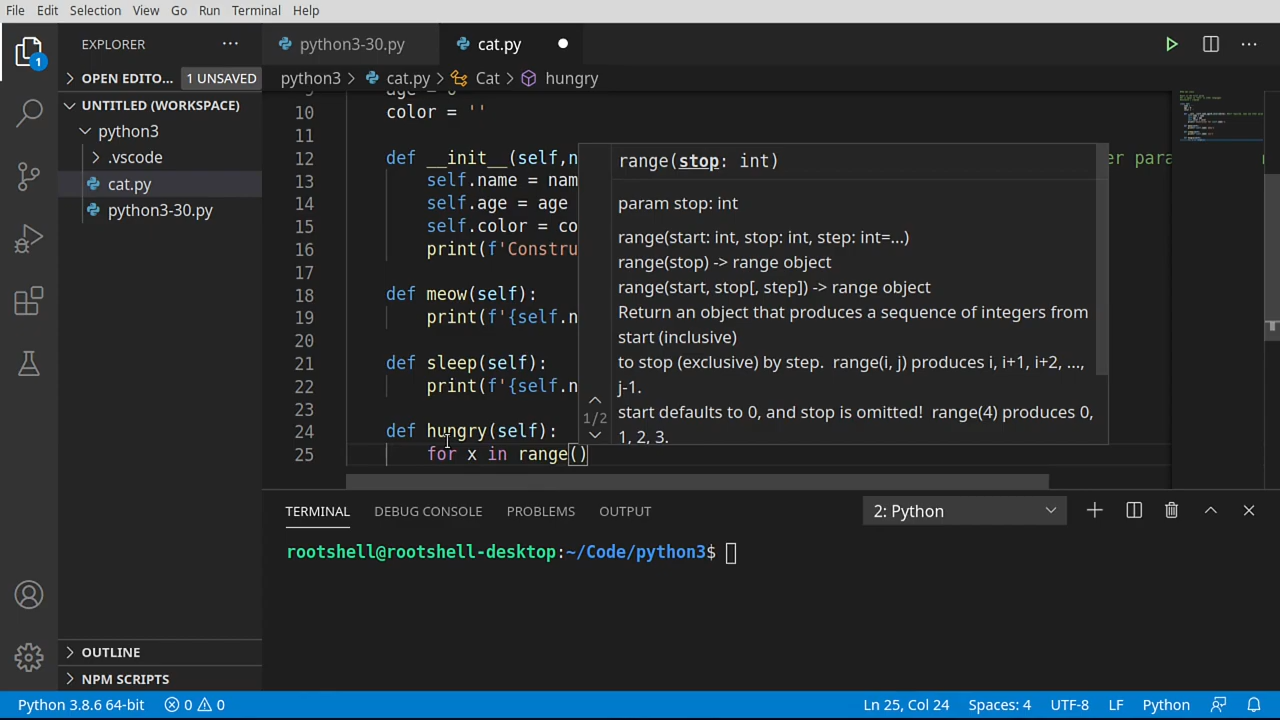 File Edit Selection View Go Run Terminal Help
EXPLORER
python3-30.py
cat.py
OPEN EDITO... 1 UNSAVED
python3 cat.py Cat hungry
UNTITLED (WORKSPACE)
python3
.vscode
cat.py
python3-30.py
10 color = ''
11
12 def __init__(self,n
13 self.name = nam
14 self.age = age
15 self.color = co
16 print(f'Constru
17
18 def meow(self):
19 print(f'{self.n
20
21 def sleep(self):
22 print(f'{self.n
23
24 def hungry(self):
25 for x in range()
range(stop: int)
param stop: int
range(start: int, stop: int, step: int=...)
range(stop) -> range object
range(start, stop[, step]) -> range object
Return an object that produces a sequence of integers from
start (inclusive)
to stop (exclusive) by step. range(i, j) produces i, i+1, i+2, ...,
j-1.
start defaults to 0, and stop is omitted! range(4) produces 0,
1, 2, 3.
1/2
TERMINAL DEBUG CONSOLE PROBLEMS OUTPUT 2: Python
rootshell@rootshell-desktop:~/Code/python3$
OUTLINE
NPM SCRIPTS
Python 3.8.6 64-bit 0 0 Ln 25, Col 24 Spaces: 4 UTF-8 LF Python
1